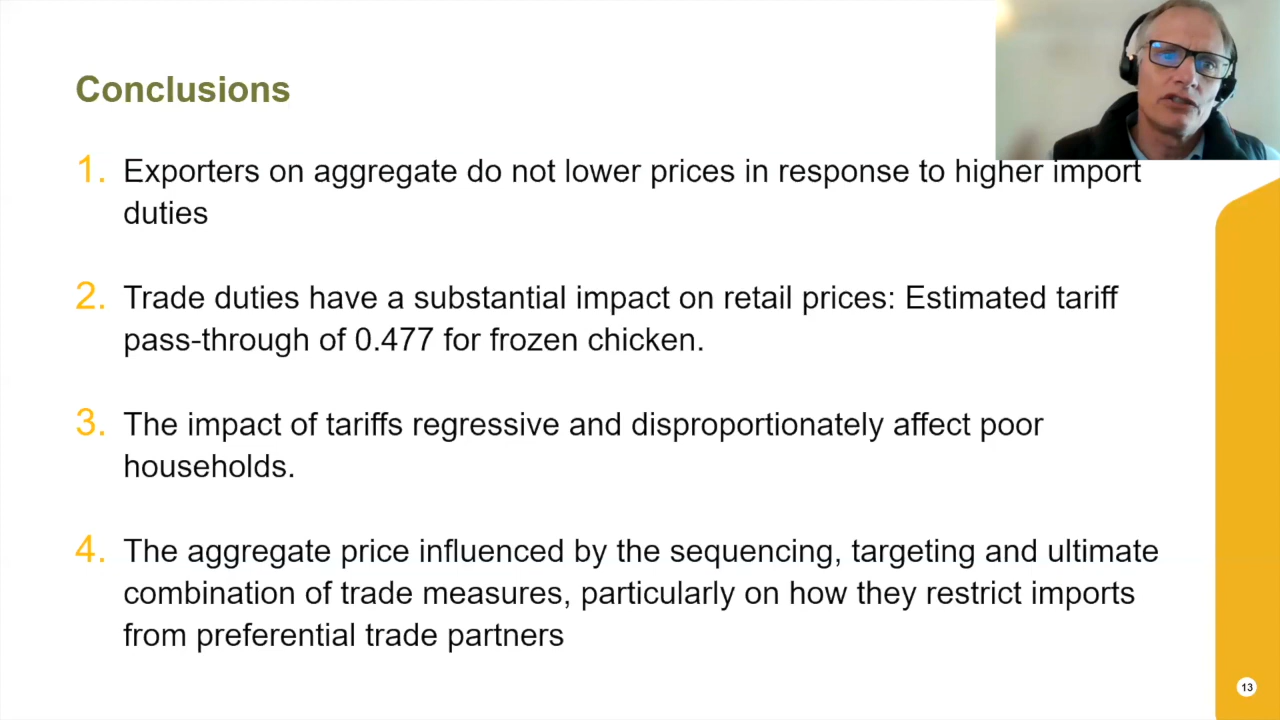 Conclusions
1. Exporters on aggregate do not lower prices in response to higher import
duties
2. Trade duties have a substantial impact on retail prices: Estimated tariff
pass-through of 0.477 for frozen chicken.
3. The impact of tariffs regressive and disproportionately affect poor
households.
4. The aggregate price influenced by the sequencing, targeting and ultimate
combination of trade measures, particularly on how they restrict imports
from preferential trade partners
13